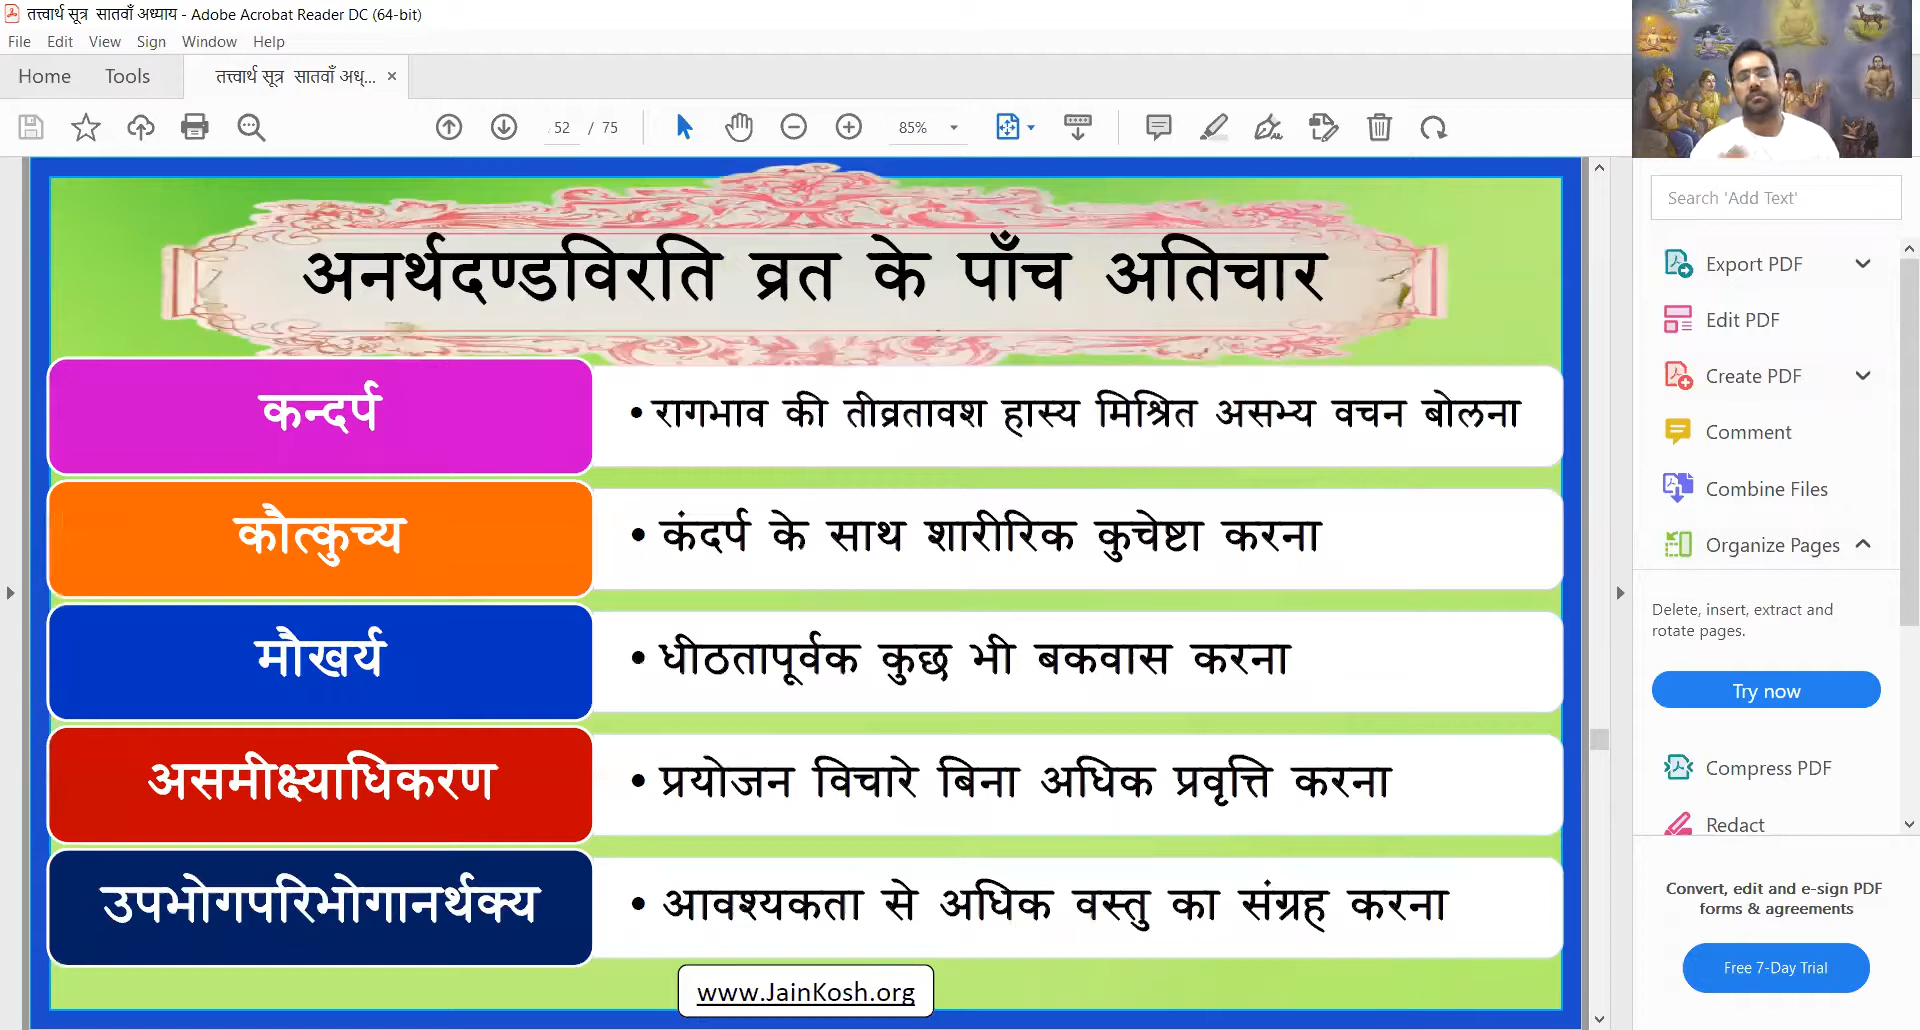 तत्त्वार्थ सूत्र  सातवाँ अध्याय - Adobe Acrobat Reader DC (64-bit)
File Edit View Sign Window Help
Home Tools तत्त्वार्थ सूत्र  सातवाँ अध्... ×
52 / 75 85%
Search 'Add Text'
अनर्थदण्डविरति व्रत के पाँच अतिचार
कन्दर्प
• रागभाव की तीव्रतावश हास्य मिश्रित असभ्य वचन बोलना
कौत्कुच्य
• कंदर्प के साथ शारीरिक कुचेष्टा करना
मौखर्य
• धीठतापूर्वक कुछ भी बकवास करना
असमीक्ष्याधिकरण
• प्रयोजन विचारे बिना अधिक प्रवृत्ति करना
उपभोगपरिभोगानर्थक्य
• आवश्यकता से अधिक वस्तु का संग्रह करना
www.JainKosh.org
Export PDF
Edit PDF
Create PDF
Comment
Combine Files
Organize Pages
Delete, insert, extract and
rotate pages.
Try now
Compress PDF
Redact
Convert, edit and e-sign PDF
forms & agreements
Free 7-Day Trial